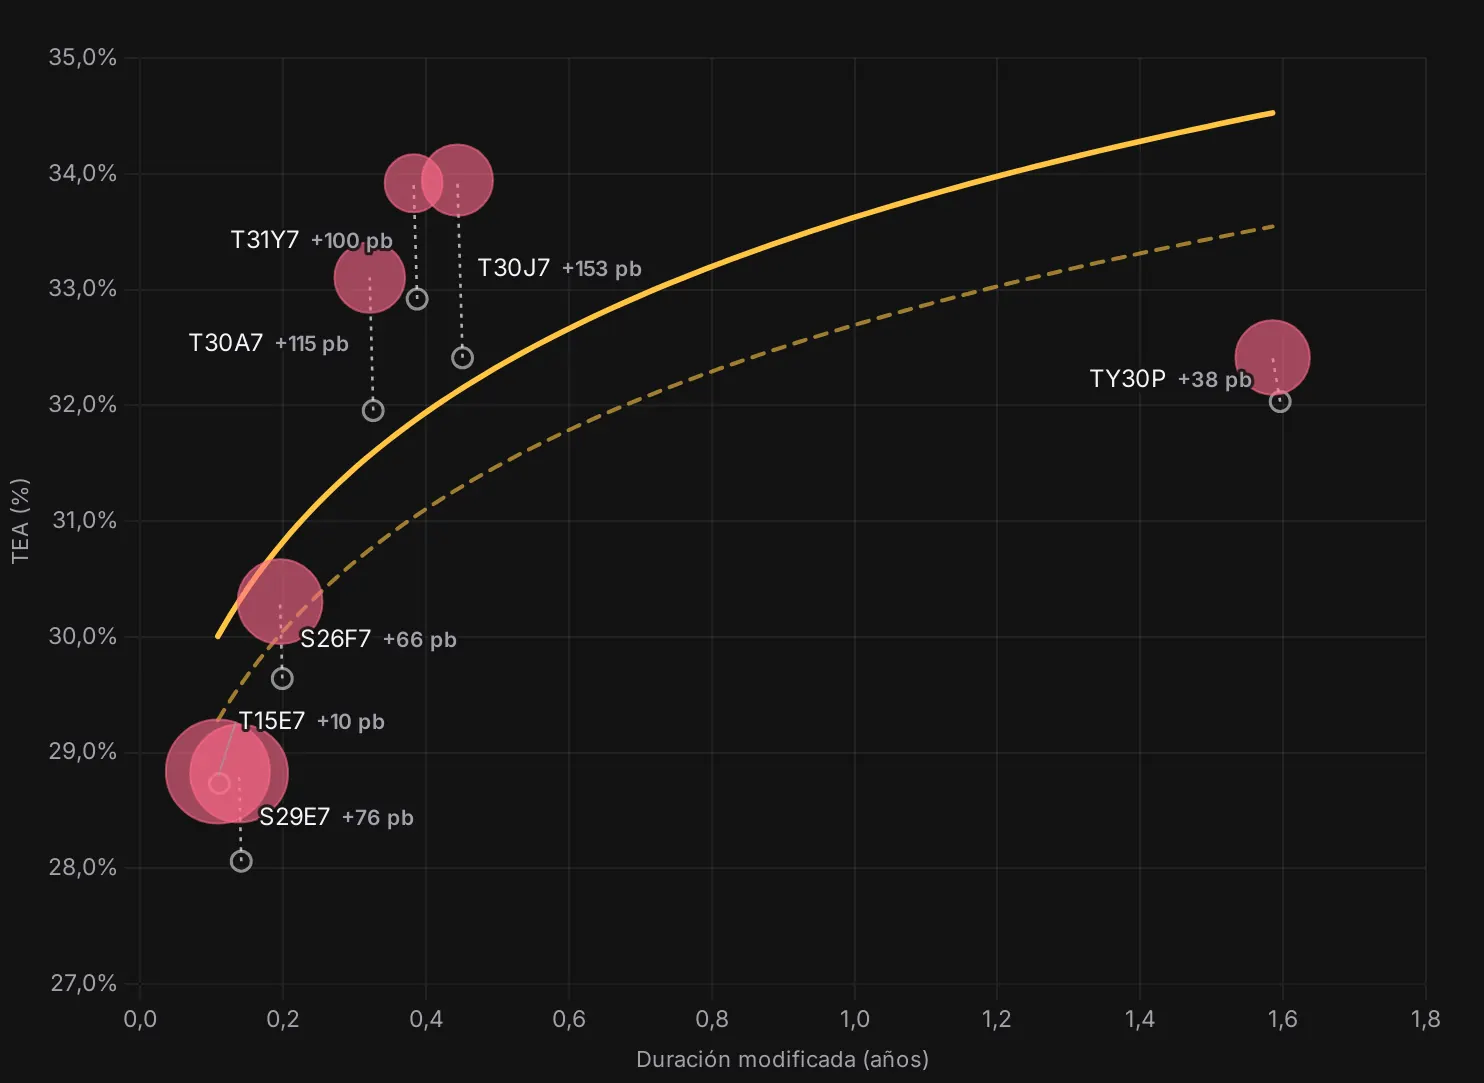 35,0%
34,0%
T31Y7 +100 pb
T30J7 +153 pb
33,0%
T30A7 +115 pb
TY30P +38 pb
32,0%
TEA (%)
31,0%
30,0%
S26F7 +66 pb
T15E7 +10 pb
29,0%
S29E7 +76 pb
28,0%
27,0%
0,0 0,2 0,4 0,6 0,8 1,0 1,2 1,4 1,6 1,8
Duración modificada (años)